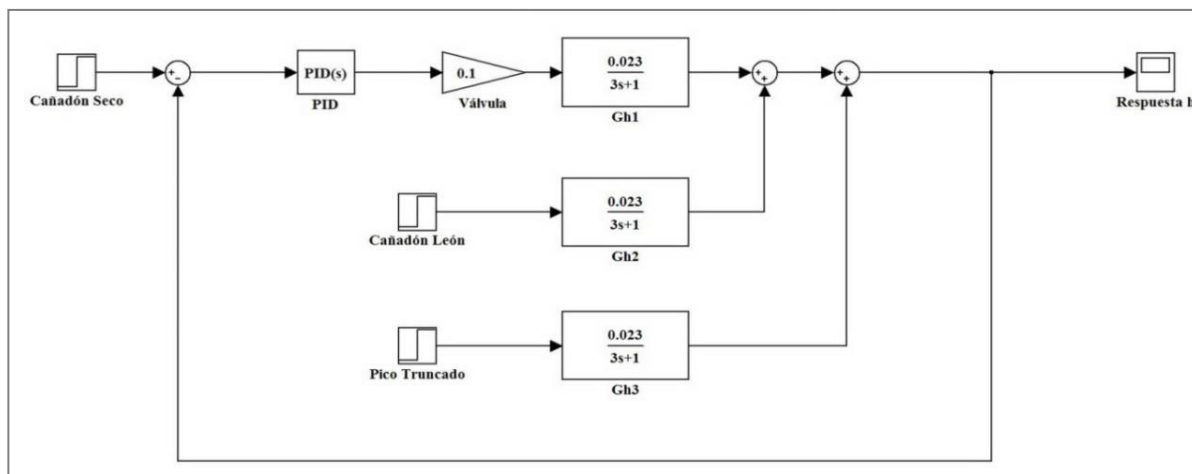 PID(s)
0.1
0.023
3s+1
Cañadón Seco
PID
Válvula
Gh1
Respuesta h
0.023
3s+1
Cañadón León
Gh2
0.023
3s+1
Pico Truncado
Gh3